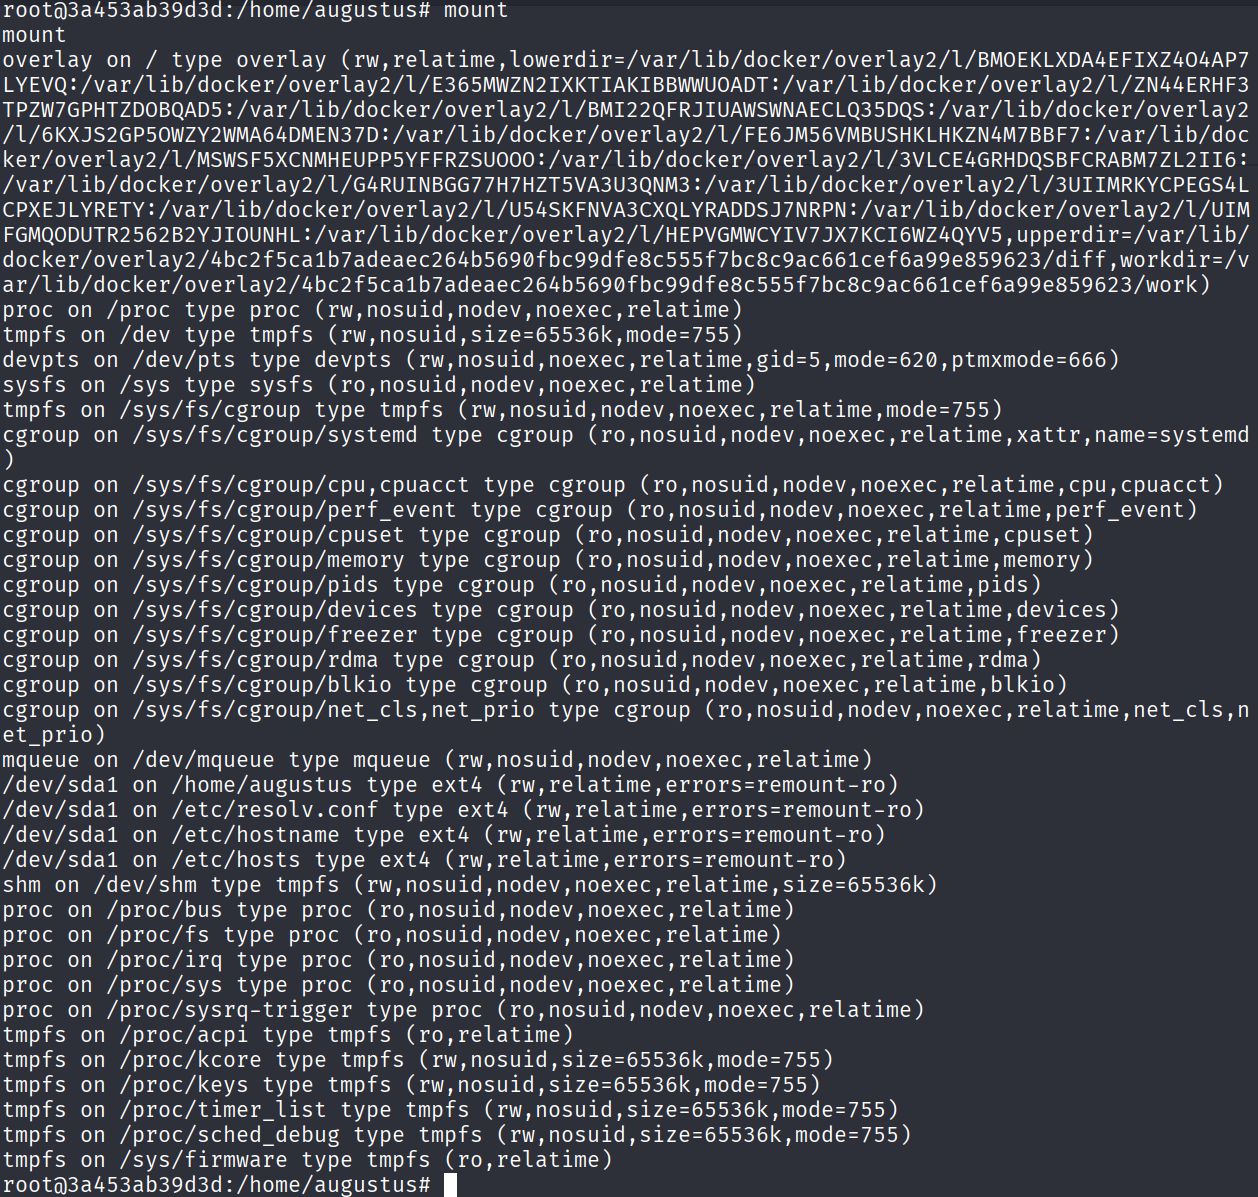 root@3a453ab39d3d:/home/augustus# mount
mount
overlay on / type overlay (rw,relatime,lowerdir=/var/lib/docker/overlay2/l/BMOEKLXDA4EFIXZ4O4AP7
LYEVQ:/var/lib/docker/overlay2/l/E365MWZN2IXKTIAKIBBWWUOADT:/var/lib/docker/overlay2/l/ZN44ERHF3
TPZW7GPHTZDOBQAD5:/var/lib/docker/overlay2/l/BMI22QFRJIUAWSWNAECLQ35DQS:/var/lib/docker/overlay2
/l/6KXJS2GP5OWZY2WMA64DMEN37D:/var/lib/docker/overlay2/l/FE6JM56VMBUSHKLHKZN4M7BBF7:/var/lib/doc
ker/overlay2/l/MSWSF5XCNMHEUPP5YFFRZSUOOO:/var/lib/docker/overlay2/l/3VLCE4GRHDQSBFCRABM7ZL2II6:
/var/lib/docker/overlay2/l/G4RUINBGG77H7HZT5VA3U3QNM3:/var/lib/docker/overlay2/l/3UIIMRKYCPEGS4L
CPXEJLYRETY:/var/lib/docker/overlay2/l/U54SKFNVA3CXQLYRADDSJ7NRPN:/var/lib/docker/overlay2/l/UIM
FGMQODUTR2562B2YJIOUNHL:/var/lib/docker/overlay2/l/HEPVGMWCYIV7JX7KCI6WZ4QYV5,upperdir=/var/lib/
docker/overlay2/4bc2f5ca1b7adeaec264b5690fbc99dfe8c555f7bc8c9ac661cef6a99e859623/diff,workdir=/v
ar/lib/docker/overlay2/4bc2f5ca1b7adeaec264b5690fbc99dfe8c555f7bc8c9ac661cef6a99e859623/work)
proc on /proc type proc (rw,nosuid,nodev,noexec,relatime)
tmpfs on /dev type tmpfs (rw,nosuid,size=65536k,mode=755)
devpts on /dev/pts type devpts (rw,nosuid,noexec,relatime,gid=5,mode=620,ptmxmode=666)
sysfs on /sys type sysfs (ro,nosuid,nodev,noexec,relatime)
tmpfs on /sys/fs/cgroup type tmpfs (rw,nosuid,nodev,noexec,relatime,mode=755)
cgroup on /sys/fs/cgroup/systemd type cgroup (ro,nosuid,nodev,noexec,relatime,xattr,name=systemd
)
cgroup on /sys/fs/cgroup/cpu,cpuacct type cgroup (ro,nosuid,nodev,noexec,relatime,cpu,cpuacct)
cgroup on /sys/fs/cgroup/perf_event type cgroup (ro,nosuid,nodev,noexec,relatime,perf_event)
cgroup on /sys/fs/cgroup/cpuset type cgroup (ro,nosuid,nodev,noexec,relatime,cpuset)
cgroup on /sys/fs/cgroup/memory type cgroup (ro,nosuid,nodev,noexec,relatime,memory)
cgroup on /sys/fs/cgroup/pids type cgroup (ro,nosuid,nodev,noexec,relatime,pids)
cgroup on /sys/fs/cgroup/devices type cgroup (ro,nosuid,nodev,noexec,relatime,devices)
cgroup on /sys/fs/cgroup/freezer type cgroup (ro,nosuid,nodev,noexec,relatime,freezer)
cgroup on /sys/fs/cgroup/rdma type cgroup (ro,nosuid,nodev,noexec,relatime,rdma)
cgroup on /sys/fs/cgroup/blkio type cgroup (ro,nosuid,nodev,noexec,relatime,blkio)
cgroup on /sys/fs/cgroup/net_cls,net_prio type cgroup (ro,nosuid,nodev,noexec,relatime,net_cls,n
et_prio)
mqueue on /dev/mqueue type mqueue (rw,nosuid,nodev,noexec,relatime)
/dev/sda1 on /home/augustus type ext4 (rw,relatime,errors=remount-ro)
/dev/sda1 on /etc/resolv.conf type ext4 (rw,relatime,errors=remount-ro)
/dev/sda1 on /etc/hostname type ext4 (rw,relatime,errors=remount-ro)
/dev/sda1 on /etc/hosts type ext4 (rw,relatime,errors=remount-ro)
shm on /dev/shm type tmpfs (rw,nosuid,nodev,noexec,relatime,size=65536k)
proc on /proc/bus type proc (ro,nosuid,nodev,noexec,relatime)
proc on /proc/fs type proc (ro,nosuid,nodev,noexec,relatime)
proc on /proc/irq type proc (ro,nosuid,nodev,noexec,relatime)
proc on /proc/sys type proc (ro,nosuid,nodev,noexec,relatime)
proc on /proc/sysrq-trigger type proc (ro,nosuid,nodev,noexec,relatime)
tmpfs on /proc/acpi type tmpfs (ro,relatime)
tmpfs on /proc/kcore type tmpfs (rw,nosuid,size=65536k,mode=755)
tmpfs on /proc/keys type tmpfs (rw,nosuid,size=65536k,mode=755)
tmpfs on /proc/timer_list type tmpfs (rw,nosuid,size=65536k,mode=755)
tmpfs on /proc/sched_debug type tmpfs (rw,nosuid,size=65536k,mode=755)
tmpfs on /sys/firmware type tmpfs (ro,relatime)
root@3a453ab39d3d:/home/augustus#